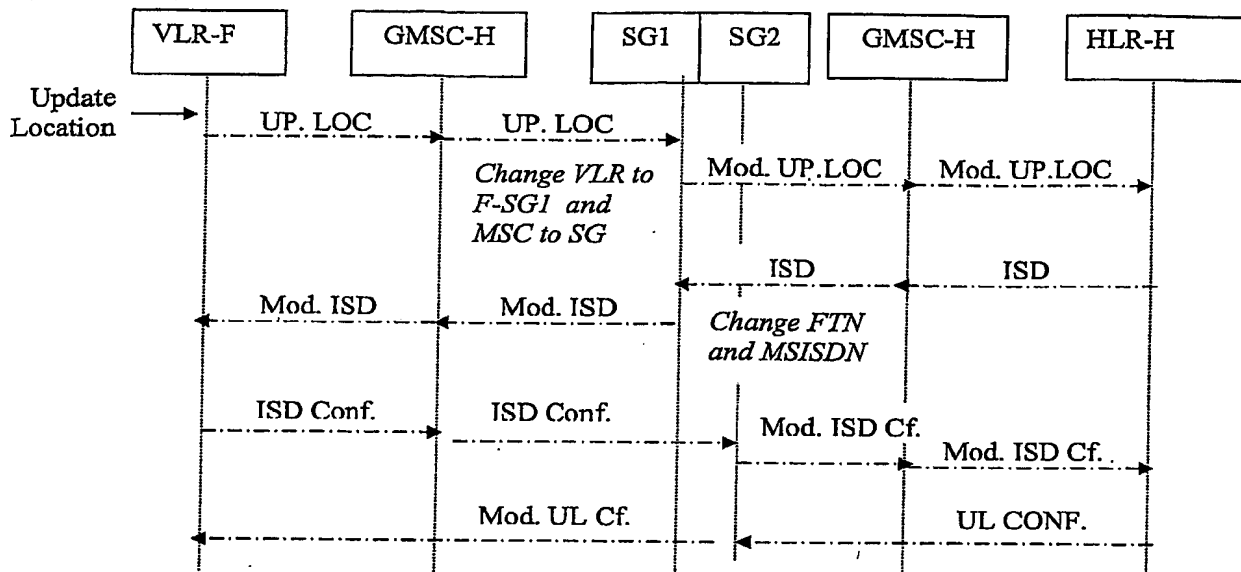 VLR-F GMSC-H SG1 SG2 GMSC-H HLR-H
Update
Location
UP. LOC UP. LOC
Mod. UP.LOC Mod. UP.LOC
Change VLR to
F-SG1 and
MSC to SG
ISD ISD
Mod. ISD Mod. ISD
Change FTN
and MSISDN
ISD Conf. ISD Conf.
Mod. ISD Cf. Mod. ISD Cf.
Mod. UL Cf. UL CONF.